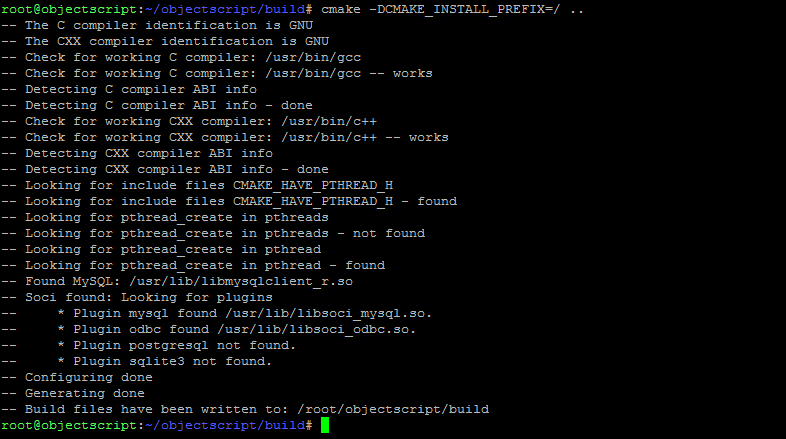 root@objectscript:~/objectscript/build# cmake -DCMAKE_INSTALL_PREFIX=/ ..
-- The C compiler identification is GNU
-- The CXX compiler identification is GNU
-- Check for working C compiler: /usr/bin/gcc
-- Check for working C compiler: /usr/bin/gcc -- works
-- Detecting C compiler ABI info
-- Detecting C compiler ABI info - done
-- Check for working CXX compiler: /usr/bin/c++
-- Check for working CXX compiler: /usr/bin/c++ -- works
-- Detecting CXX compiler ABI info
-- Detecting CXX compiler ABI info - done
-- Looking for include files CMAKE_HAVE_PTHREAD_H
-- Looking for include files CMAKE_HAVE_PTHREAD_H - found
-- Looking for pthread_create in pthreads
-- Looking for pthread_create in pthreads - not found
-- Looking for pthread_create in pthread
-- Looking for pthread_create in pthread - found
-- Found MySQL: /usr/lib/libmysqlclient_r.so
-- Soci found: Looking for plugins
--     * Plugin mysql found /usr/lib/libsoci_mysql.so.
--     * Plugin odbc found /usr/lib/libsoci_odbc.so.
--     * Plugin postgresql not found.
--     * Plugin sqlite3 not found.
-- Configuring done
-- Generating done
-- Build files have been written to: /root/objectscript/build
root@objectscript:~/objectscript/build#